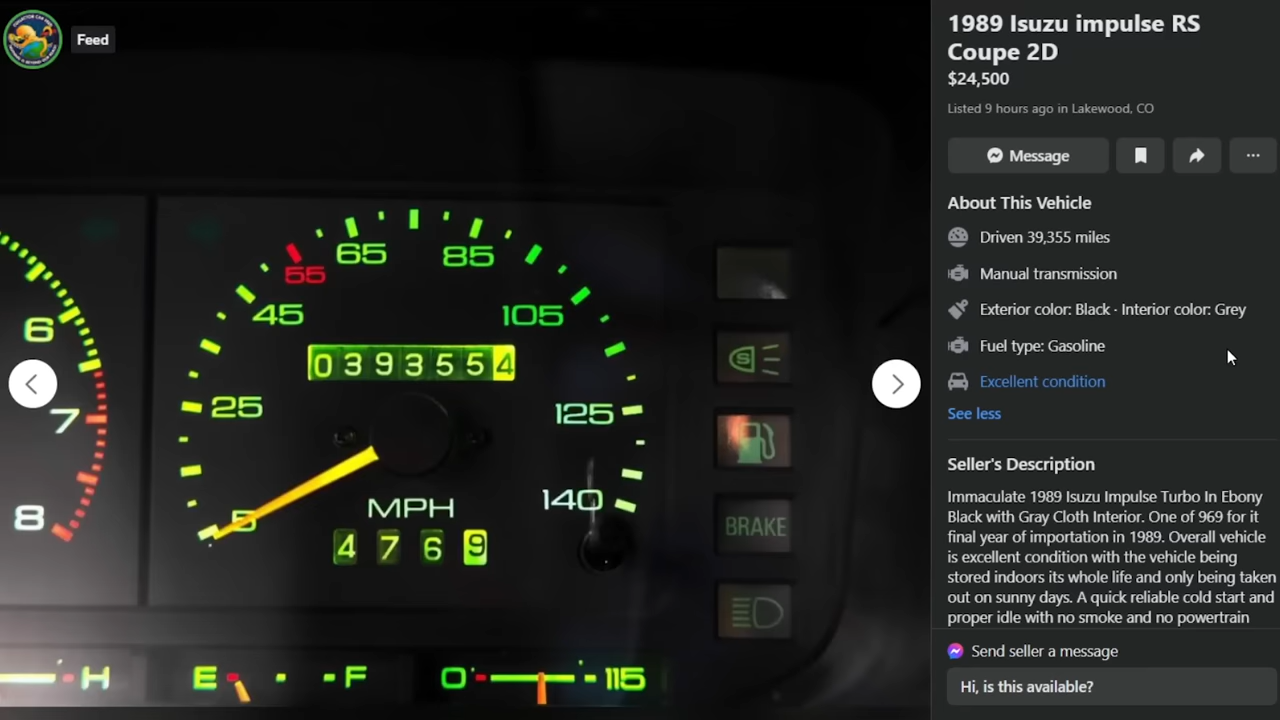 Feed
6
7
8
5
25
45
55
65
85
105
125
140
0393554
MPH
4769
S
BRAKE
H
E
F
0
115
1989 Isuzu impulse RS
Coupe 2D
$24,500
Listed 9 hours ago in Lakewood, CO
Message
About This Vehicle
Driven 39,355 miles
Manual transmission
Exterior color: Black · Interior color: Grey
Fuel type: Gasoline
Excellent condition
See less
Seller's Description
Immaculate 1989 Isuzu Impulse Turbo In Ebony
Black with Gray Cloth Interior. One of 969 for it
final year of importation in 1989. Overall vehicle
is excellent condition with the vehicle being
stored indoors its whole life and only being taken
out on sunny days. A quick reliable cold start and
proper idle with no smoke and no powertrain
Send seller a message
Hi, is this available?